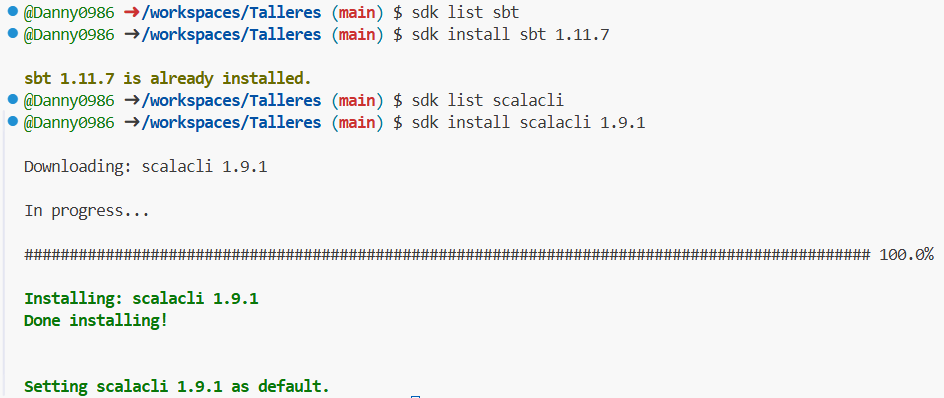 @Danny0986 ➜/workspaces/Talleres (main) $ sdk list sbt
@Danny0986 ➜/workspaces/Talleres (main) $ sdk install sbt 1.11.7
sbt 1.11.7 is already installed.
@Danny0986 ➜/workspaces/Talleres (main) $ sdk list scalacli
@Danny0986 ➜/workspaces/Talleres (main) $ sdk install scalacli 1.9.1
Downloading: scalacli 1.9.1
In progress...
############################################################################################## 100.0%
Installing: scalacli 1.9.1
Done installing!
Setting scalacli 1.9.1 as default.